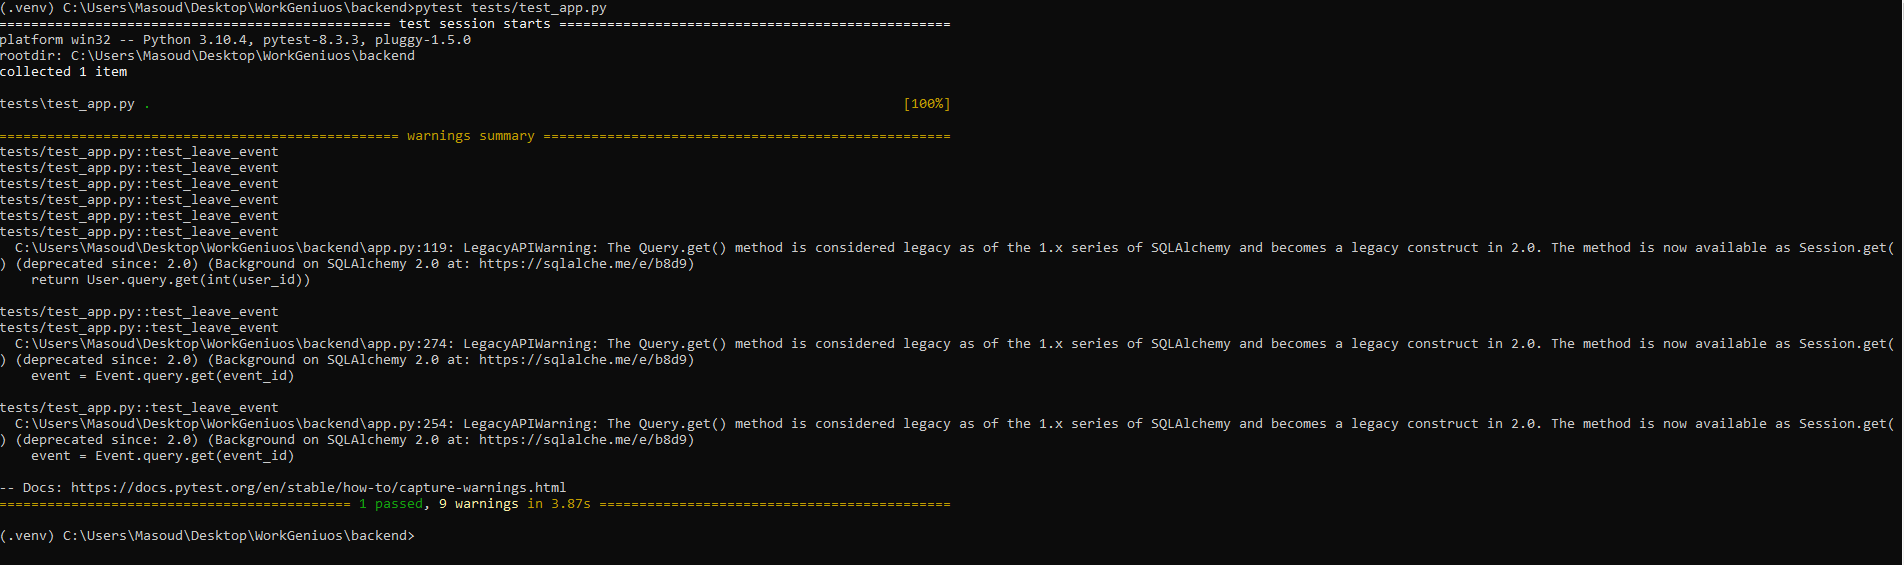 (.venv) C:\Users\Masoud\Desktop\WorkGeniuos\backend>pytest tests/test_app.py
================================================= test session starts =================================================
platform win32 -- Python 3.10.4, pytest-8.3.3, pluggy-1.5.0
rootdir: C:\Users\Masoud\Desktop\WorkGeniuos\backend
collected 1 item
tests\test_app.py . [100%]
================================================== warnings summary ===================================================
tests/test_app.py::test_leave_event
tests/test_app.py::test_leave_event
tests/test_app.py::test_leave_event
tests/test_app.py::test_leave_event
tests/test_app.py::test_leave_event
tests/test_app.py::test_leave_event
C:\Users\Masoud\Desktop\WorkGeniuos\backend\app.py:119: LegacyAPIWarning: The Query.get() method is considered legacy as of the 1.x series of SQLAlchemy and becomes a legacy construct in 2.0. The method is now available as Session.get(
) (deprecated since: 2.0) (Background on SQLAlchemy 2.0 at: https://sqlalche.me/e/b8d9)
return User.query.get(int(user_id))
tests/test_app.py::test_leave_event
tests/test_app.py::test_leave_event
C:\Users\Masoud\Desktop\WorkGeniuos\backend\app.py:274: LegacyAPIWarning: The Query.get() method is considered legacy as of the 1.x series of SQLAlchemy and becomes a legacy construct in 2.0. The method is now available as Session.get(
) (deprecated since: 2.0) (Background on SQLAlchemy 2.0 at: https://sqlalche.me/e/b8d9)
event = Event.query.get(event_id)
tests/test_app.py::test_leave_event
C:\Users\Masoud\Desktop\WorkGeniuos\backend\app.py:254: LegacyAPIWarning: The Query.get() method is considered legacy as of the 1.x series of SQLAlchemy and becomes a legacy construct in 2.0. The method is now available as Session.get(
) (deprecated since: 2.0) (Background on SQLAlchemy 2.0 at: https://sqlalche.me/e/b8d9)
event = Event.query.get(event_id)
-- Docs: https://docs.pytest.org/en/stable/how-to/capture-warnings.html
============================================ 1 passed, 9 warnings in 3.87s ============================================
(.venv) C:\Users\Masoud\Desktop\WorkGeniuos\backend>